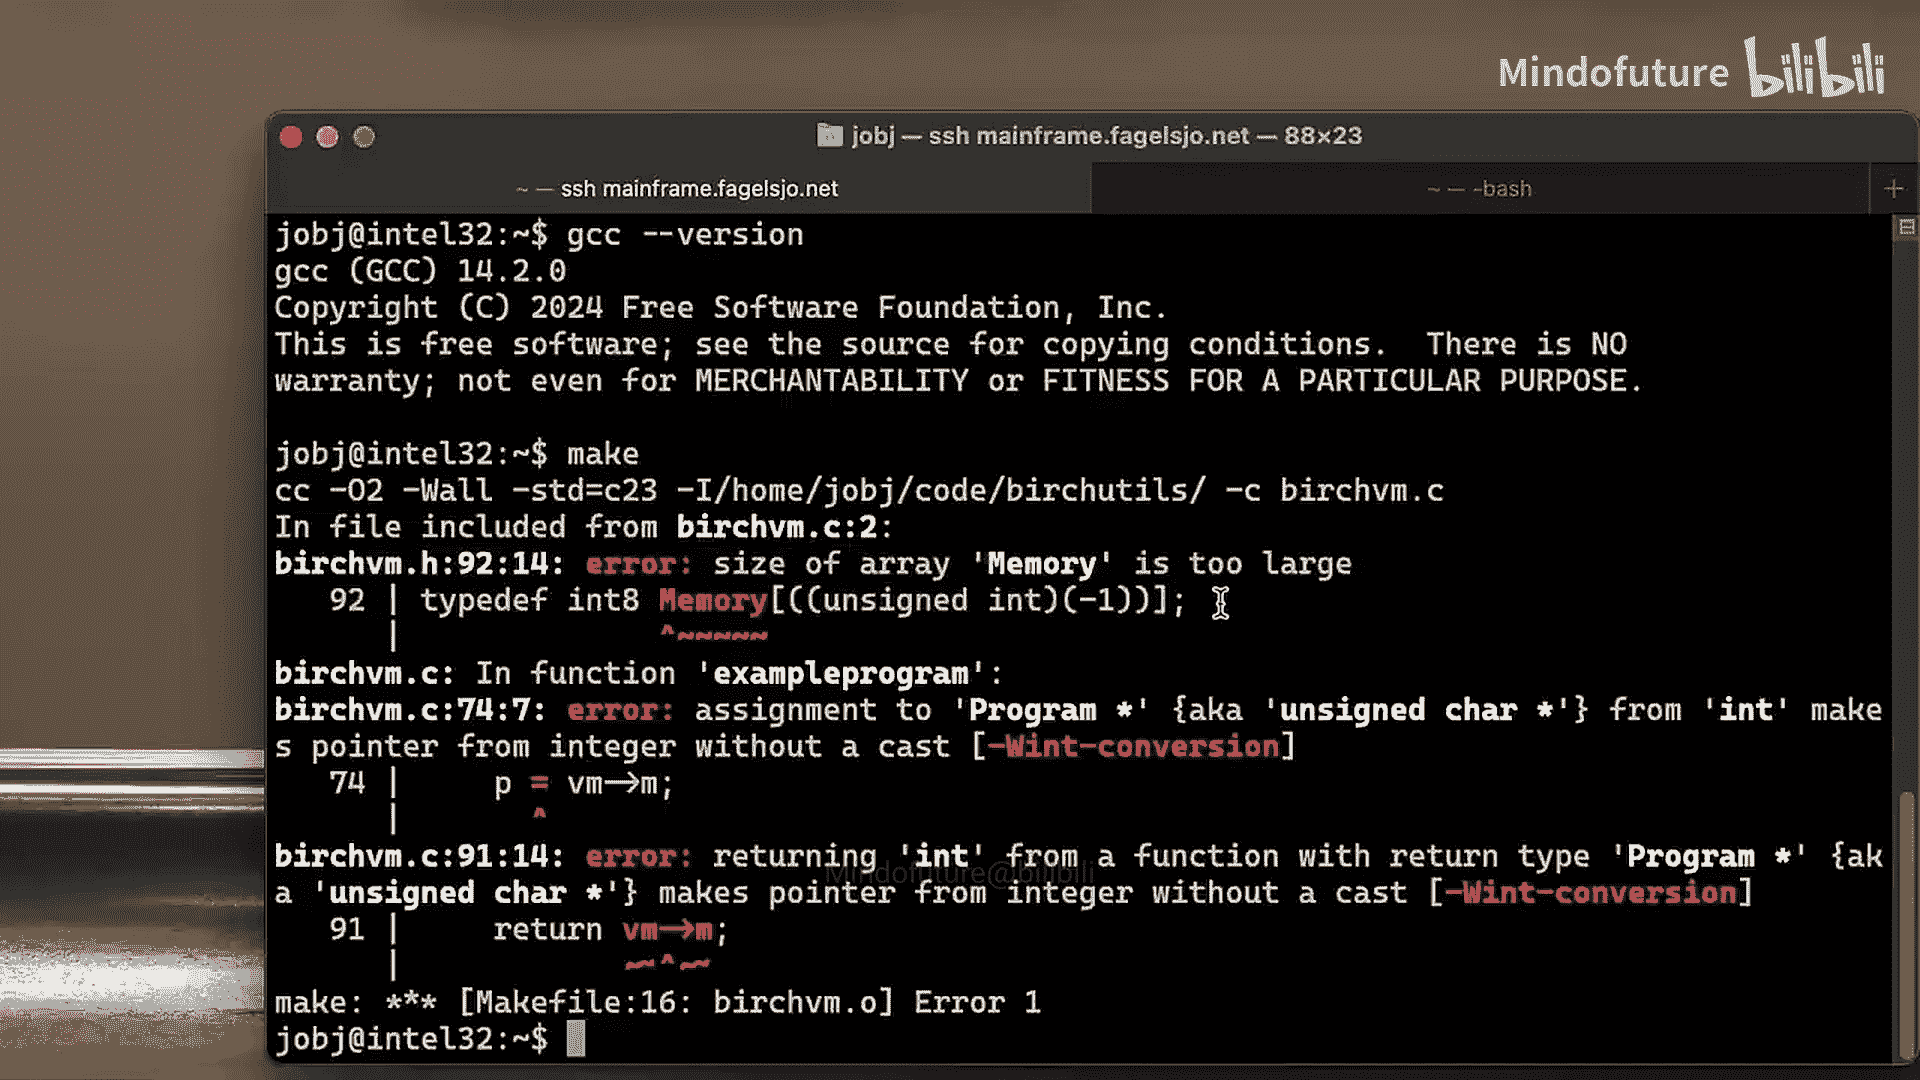 Mindofuture bilibili
jobj — ssh mainframe.fagelsjo.net — 88×23
~ — ssh mainframe.fagelsjo.net
~ — -bash
+
jobj@intel32:~$ gcc --version
gcc (GCC) 14.2.0
Copyright (C) 2024 Free Software Foundation, Inc.
This is free software; see the source for copying conditions.  There is NO
warranty; not even for MERCHANTABILITY or FITNESS FOR A PARTICULAR PURPOSE.
jobj@intel32:~$ make
cc -O2 -Wall -std=c23 -I/home/jobj/code/birchutils/ -c birchvm.c
In file included from birchvm.c:2:
birchvm.h:92:14: error: size of array 'Memory' is too large
92 | typedef int8 Memory[((unsigned int)(-1))];
| ^~~~~~
birchvm.c: In function 'exampleprogram':
birchvm.c:74:7: error: assignment to 'Program *' {aka 'unsigned char *'} from 'int' make
s pointer from integer without a cast [-Wint-conversion]
74 | p = vm->m;
| ^
birchvm.c:91:14: error: returning 'int' from a function with return type 'Program *' {ak
Mindofuture@bilibili
a 'unsigned char *'} makes pointer from integer without a cast [-Wint-conversion]
91 | return vm->m;
| ~~^~~
make: *** [Makefile:16: birchvm.o] Error 1
jobj@intel32:~$